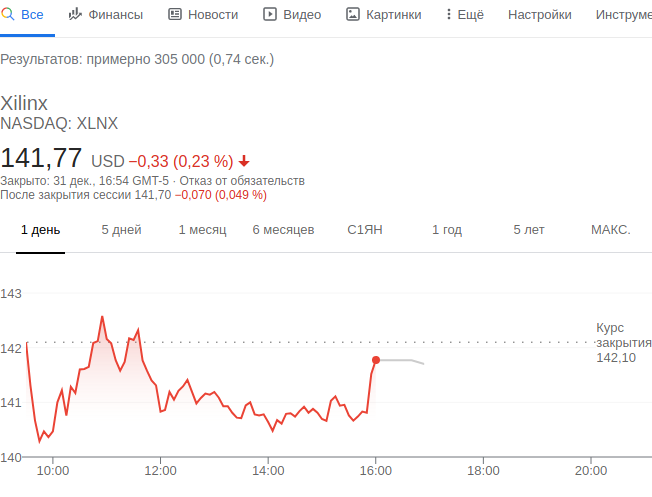 Все Финансы Новости Видео Картинки Ещё Настройки Инструме
Результатов: примерно 305 000 (0,74 сек.)
Xilinx
NASDAQ: XLNX
141,77 USD −0,33 (0,23 %)
Закрыто: 31 дек., 16:54 GMT-5 · Отказ от обязательств
После закрытия сессии 141,70 −0,070 (0,049 %)
1 день 5 дней 1 месяц 6 месяцев С1ЯН 1 год 5 лет МАКС.
143
Курс
закрытия
142,10
142
141
140
10:00 12:00 14:00 16:00 18:00 20:00